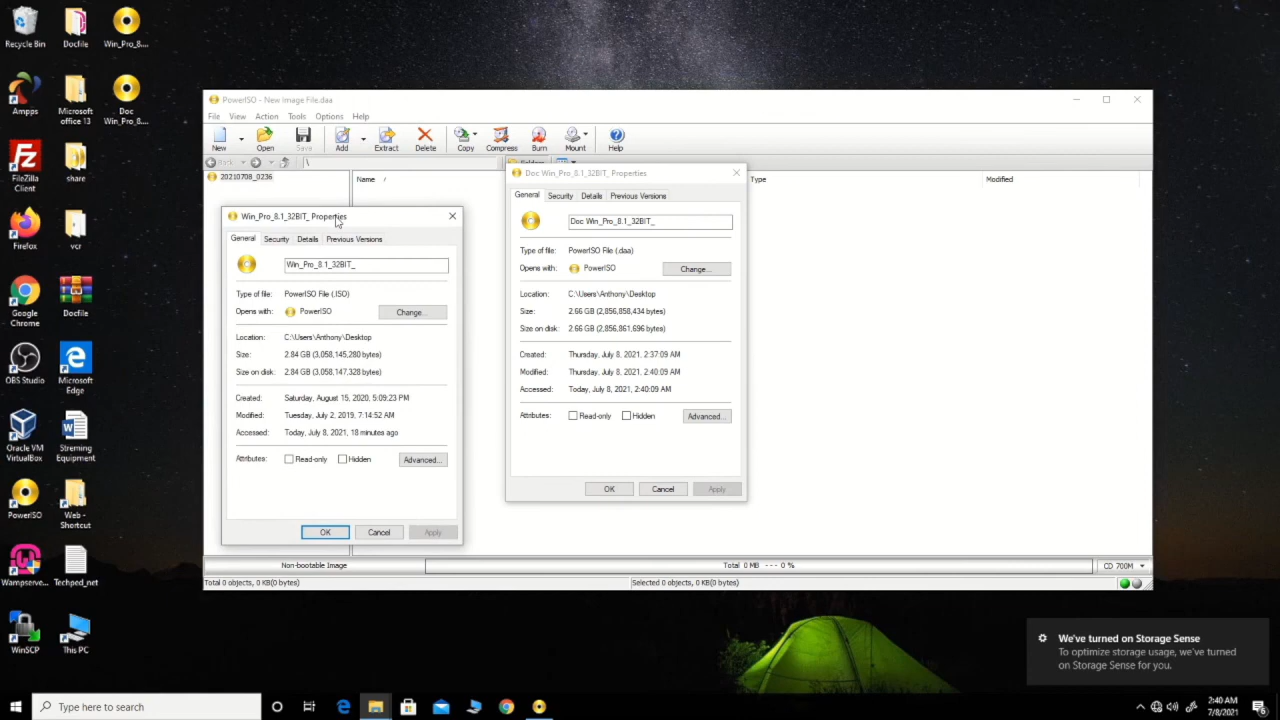 Recycle Bin
Docfile
Win_Pro_8....
Ampps
Microsoft
office 13
Doc
Win_Pro_8....
FileZilla
Client
share
Firefox
vcr
Google
Chrome
Docfile
OBS Studio
Microsoft
Edge
Oracle VM
VirtualBox
Streming
Equipment
PowerISO
Web -
Shortcut
Wampserve...
Techped_net
WinSCP
This PC
PowerISO - New Image File.daa
File View Action Tools Options Help
New Open Save Add Extract Delete Copy Compress Burn Mount Help
Back \ Folders
20210708_0236
Name / Type Modified
Win_Pro_8.1_32BIT_ Properties
General Security Details Previous Versions
Win_Pro_8.1_32BIT_
Type of file: PowerISO File (.ISO)
Opens with: PowerISO Change...
Location: C:\Users\Anthony\Desktop
Size: 2.84 GB (3,058,145,280 bytes)
Size on disk: 2.84 GB (3,058,147,328 bytes)
Created: Saturday, August 15, 2020, 5:09:23 PM
Modified: Tuesday, July 2, 2019, 7:14:52 AM
Accessed: Today, July 8, 2021, 18 minutes ago
Attributes: Read-only Hidden Advanced...
OK Cancel Apply
Doc Win_Pro_8.1_32BIT_ Properties
General Security Details Previous Versions
Doc Win_Pro_8.1_32BIT_
Type of file: PowerISO File (.daa)
Opens with: PowerISO Change...
Location: C:\Users\Anthony\Desktop
Size: 2.66 GB (2,856,858,434 bytes)
Size on disk: 2.66 GB (2,856,861,696 bytes)
Created: Thursday, July 8, 2021, 2:37:09 AM
Modified: Thursday, July 8, 2021, 2:40:09 AM
Accessed: Today, July 8, 2021, 2:40:09 AM
Attributes: Read-only Hidden Advanced...
OK Cancel Apply
Non-bootable Image Total 0 MB --- 0 % CD 700M
Total 0 objects, 0 KB(0 bytes) Selected 0 objects, 0 KB(0 bytes)
We've turned on Storage Sense
To optimize storage usage, we've turned
on Storage Sense for you.
Type here to search
2:40 AM
7/8/2021
6